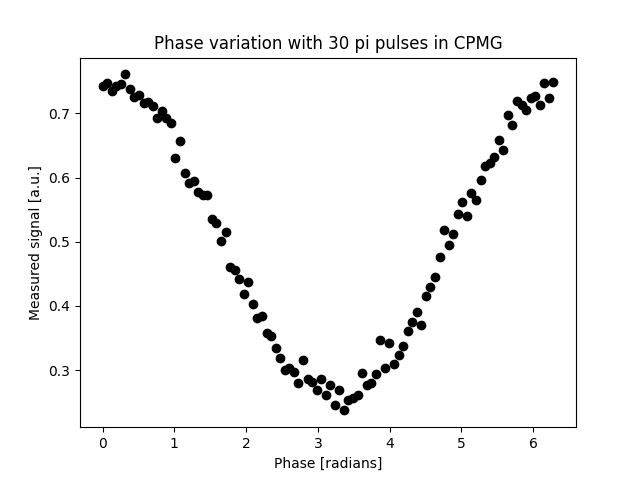 Phase variation with 30 pi pulses in CPMG
Measured signal [a.u.]
0.7
0.6
0.5
0.4
0.3
0 1 2 3 4 5 6
Phase [radians]